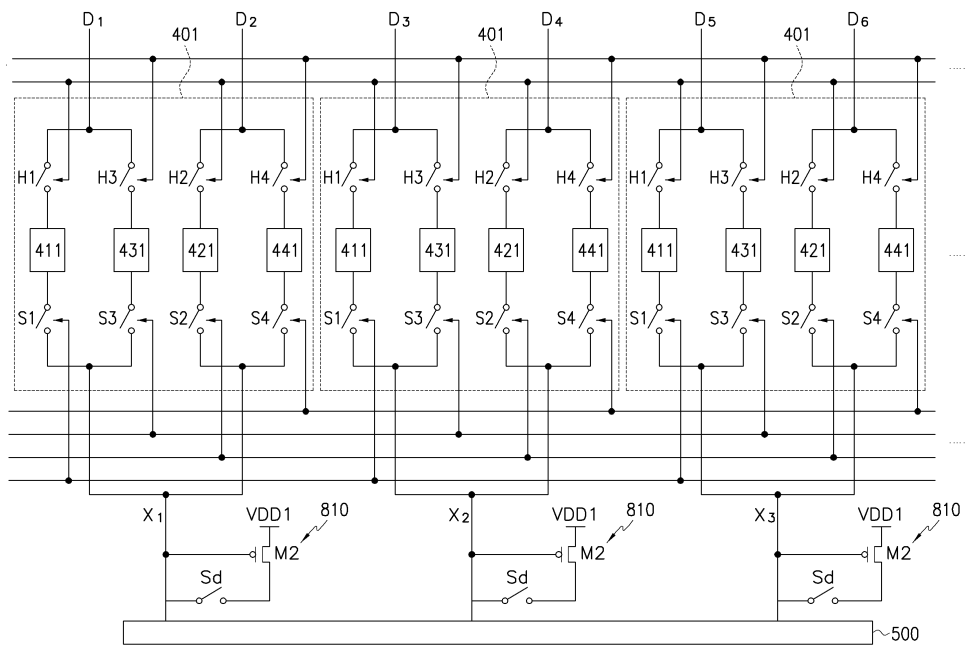 D1 D2 D3 D4 D5 D6
401 401 401
H1 H3 H2 H4 H1 H3 H2 H4 H1 H3 H2 H4
411 431 421 441 411 431 421 441 411 431 421 441
S1 S3 S2 S4 S1 S3 S2 S4 S1 S3 S2 S4
X1 VDD1 810 X2 VDD1 810 X3 VDD1 810
M2 M2 M2
Sd Sd Sd
500